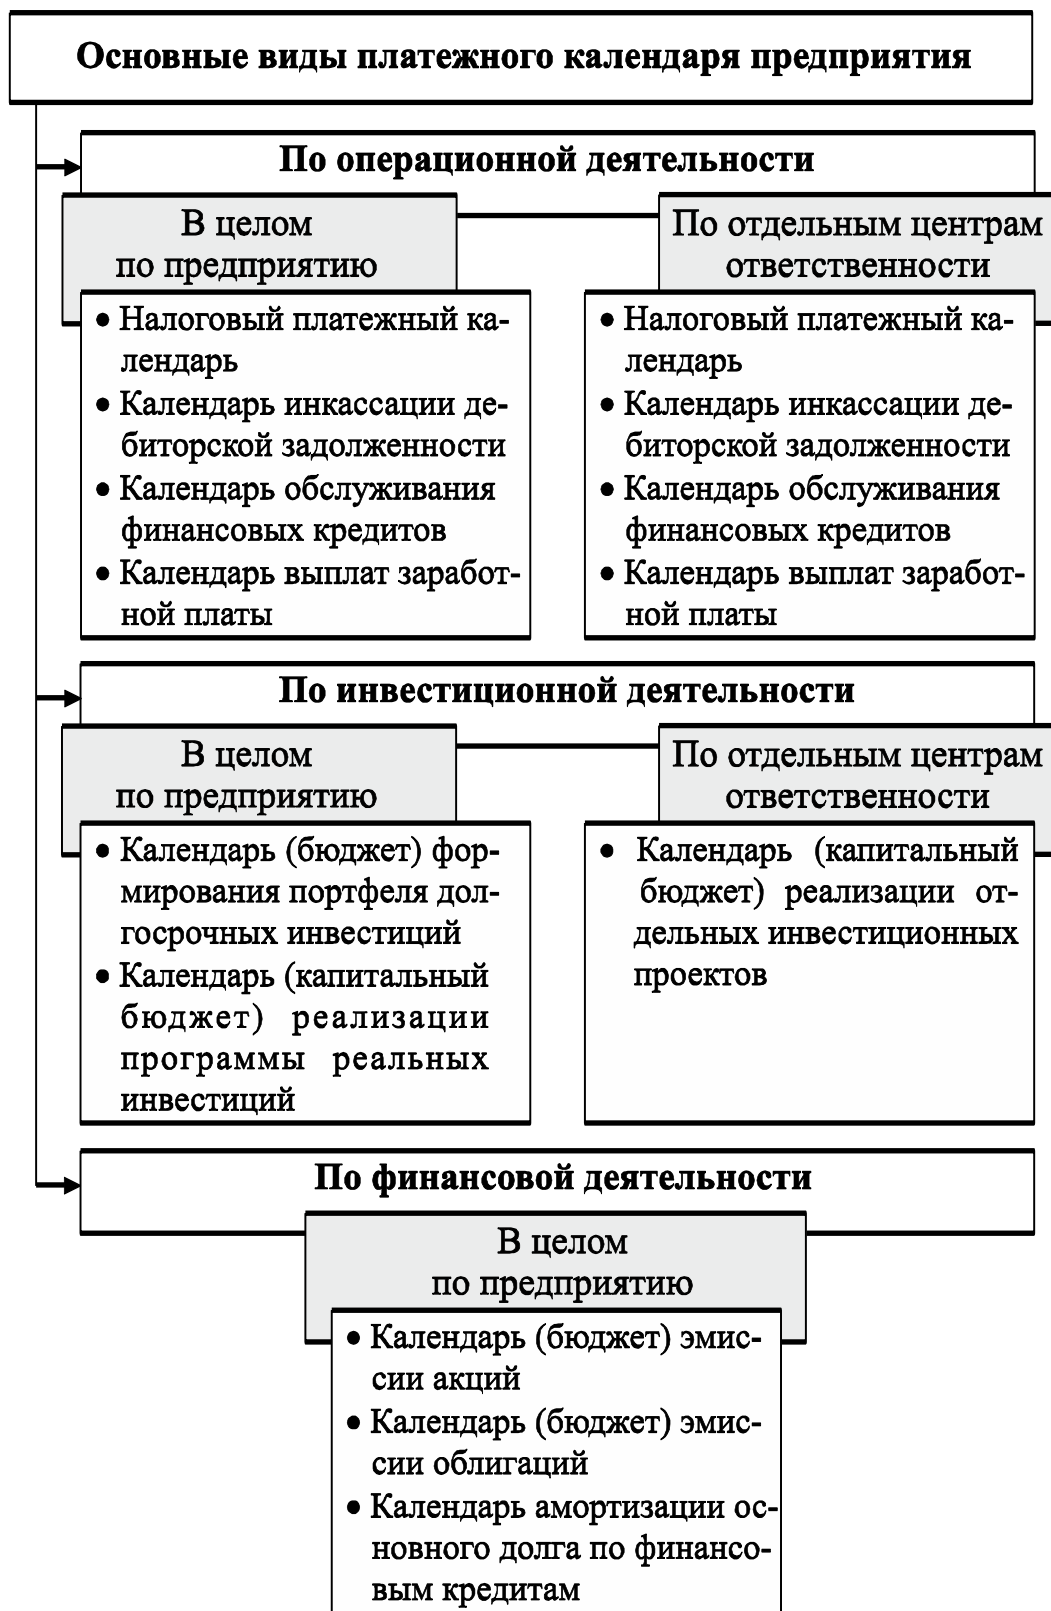 Основные виды платежного календаря предприятия
По операционной деятельности
В целом
по предприятию
• Налоговый платежный ка-
лендарь
• Календарь инкассации де-
биторской задолженности
• Календарь обслуживания
финансовых кредитов
• Календарь выплат заработ-
ной платы
По отдельным центрам
ответственности
• Налоговый платежный ка-
лендарь
• Календарь инкассации де-
биторской задолженности
• Календарь обслуживания
финансовых кредитов
• Календарь выплат заработ-
ной платы
По инвестиционной деятельности
В целом
по предприятию
• Календарь (бюджет) фор-
мирования портфеля дол-
госрочных инвестиций
• Календарь (капитальный
бюджет) реализации
программы реальных
инвестиций
По отдельным центрам
ответственности
• Календарь (капитальный
бюджет) реализации от-
дельных инвестиционных
проектов
По финансовой деятельности
В целом
по предприятию
• Календарь (бюджет) эмис-
сии акций
• Календарь (бюджет) эмис-
сии облигаций
• Календарь амортизации ос-
новного долга по финансо-
вым кредитам